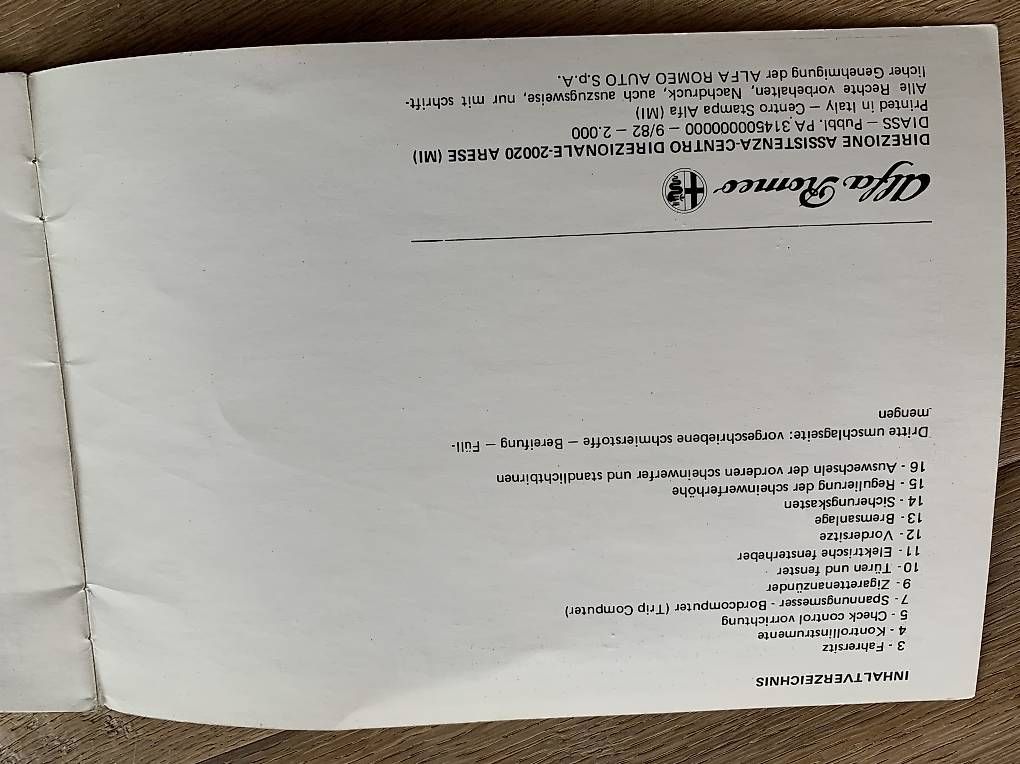 INHALTVERZEICHNIS
3 - Fahrersitz
4 - Kontrollinstrumente
5 - Check control vorrichtung
7 - Spannungsmesser - Bordcomputer (Trip Computer)
9 - Zigarettenanzünder
10 - Türen und fenster
11 - Elektrische fensterheber
12 - Vordersitze
13 - Bremsanlage
14 - Sicherungskasten
15 - Regulierung der scheinwerferhöhe
16 - Auswechseln der vorderen scheinwerfer und standlichtbirnen
Dritte umschlagseite: vorgeschriebene schmierstoffe – Bereifung – Füll-
mengen
Alfa Romeo
DIREZIONE ASSISTENZA-CENTRO DIREZIONALE-20020 ARESE (MI)
DIASS – Pubbl. PA.314500000000 – 9/82 – 2.000
Printed in Italy – Centro Stampa Alfa (MI)
Alle Rechte vorbehalten, Nachdruck, auch auszugsweise, nur mit schrift-
licher Genehmigung der ALFA ROMEO AUTO S.p.A.